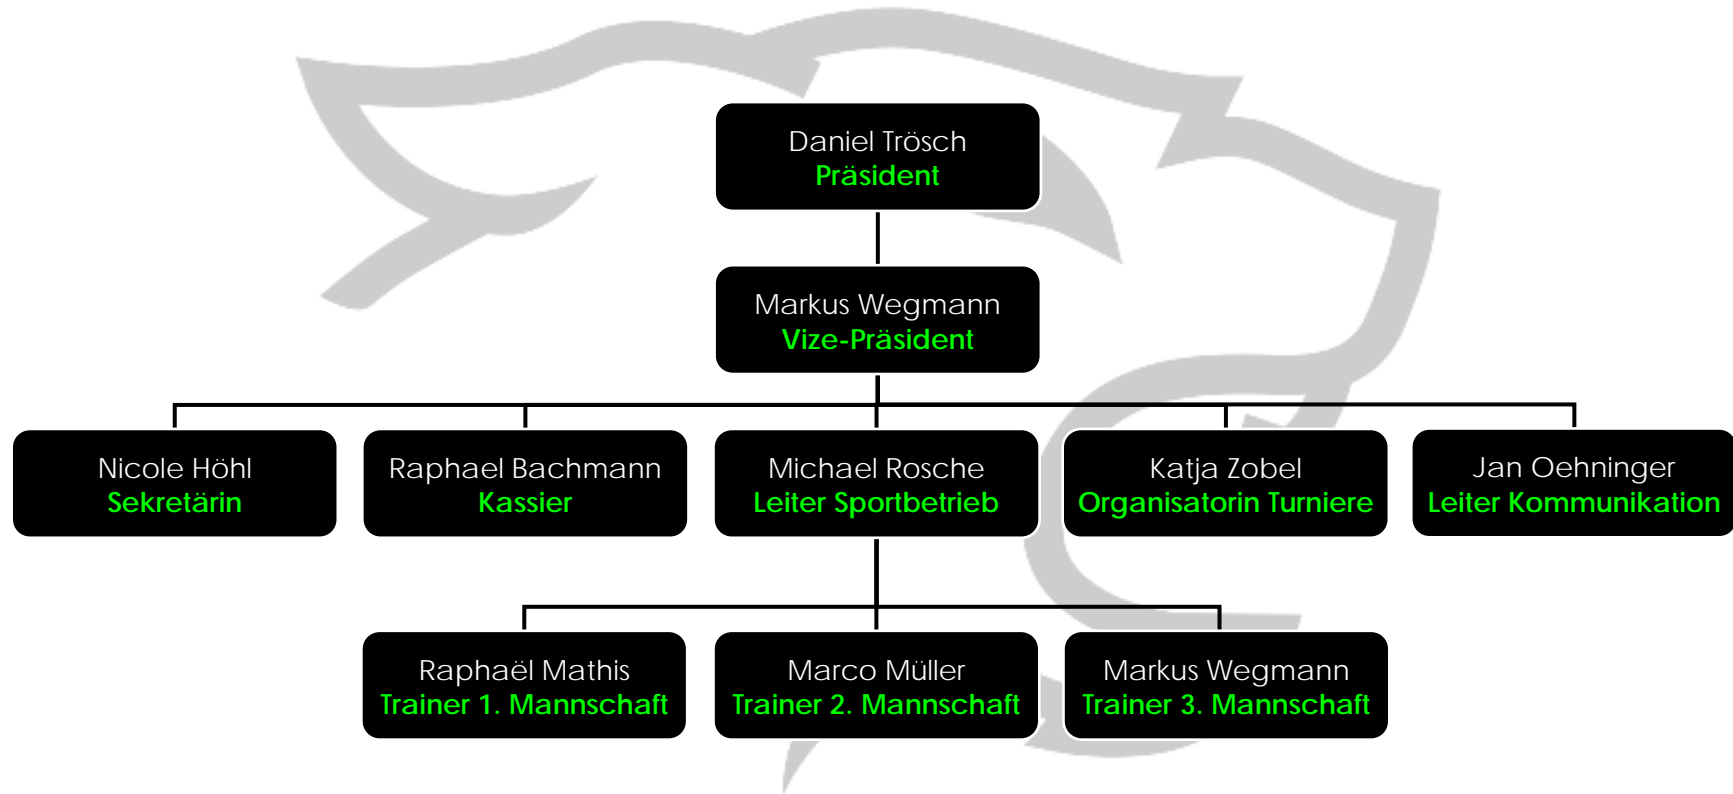 Daniel Trösch
Präsident
Markus Wegmann
Vize-Präsident
Nicole Höhl
Sekretärin
Raphael Bachmann
Kassier
Michael Rosche
Leiter Sportbetrieb
Katja Zobel
Organisatorin Turniere
Jan Oehninger
Leiter Kommunikation
Raphaël Mathis
Trainer 1. Mannschaft
Marco Müller
Trainer 2. Mannschaft
Markus Wegmann
Trainer 3. Mannschaft